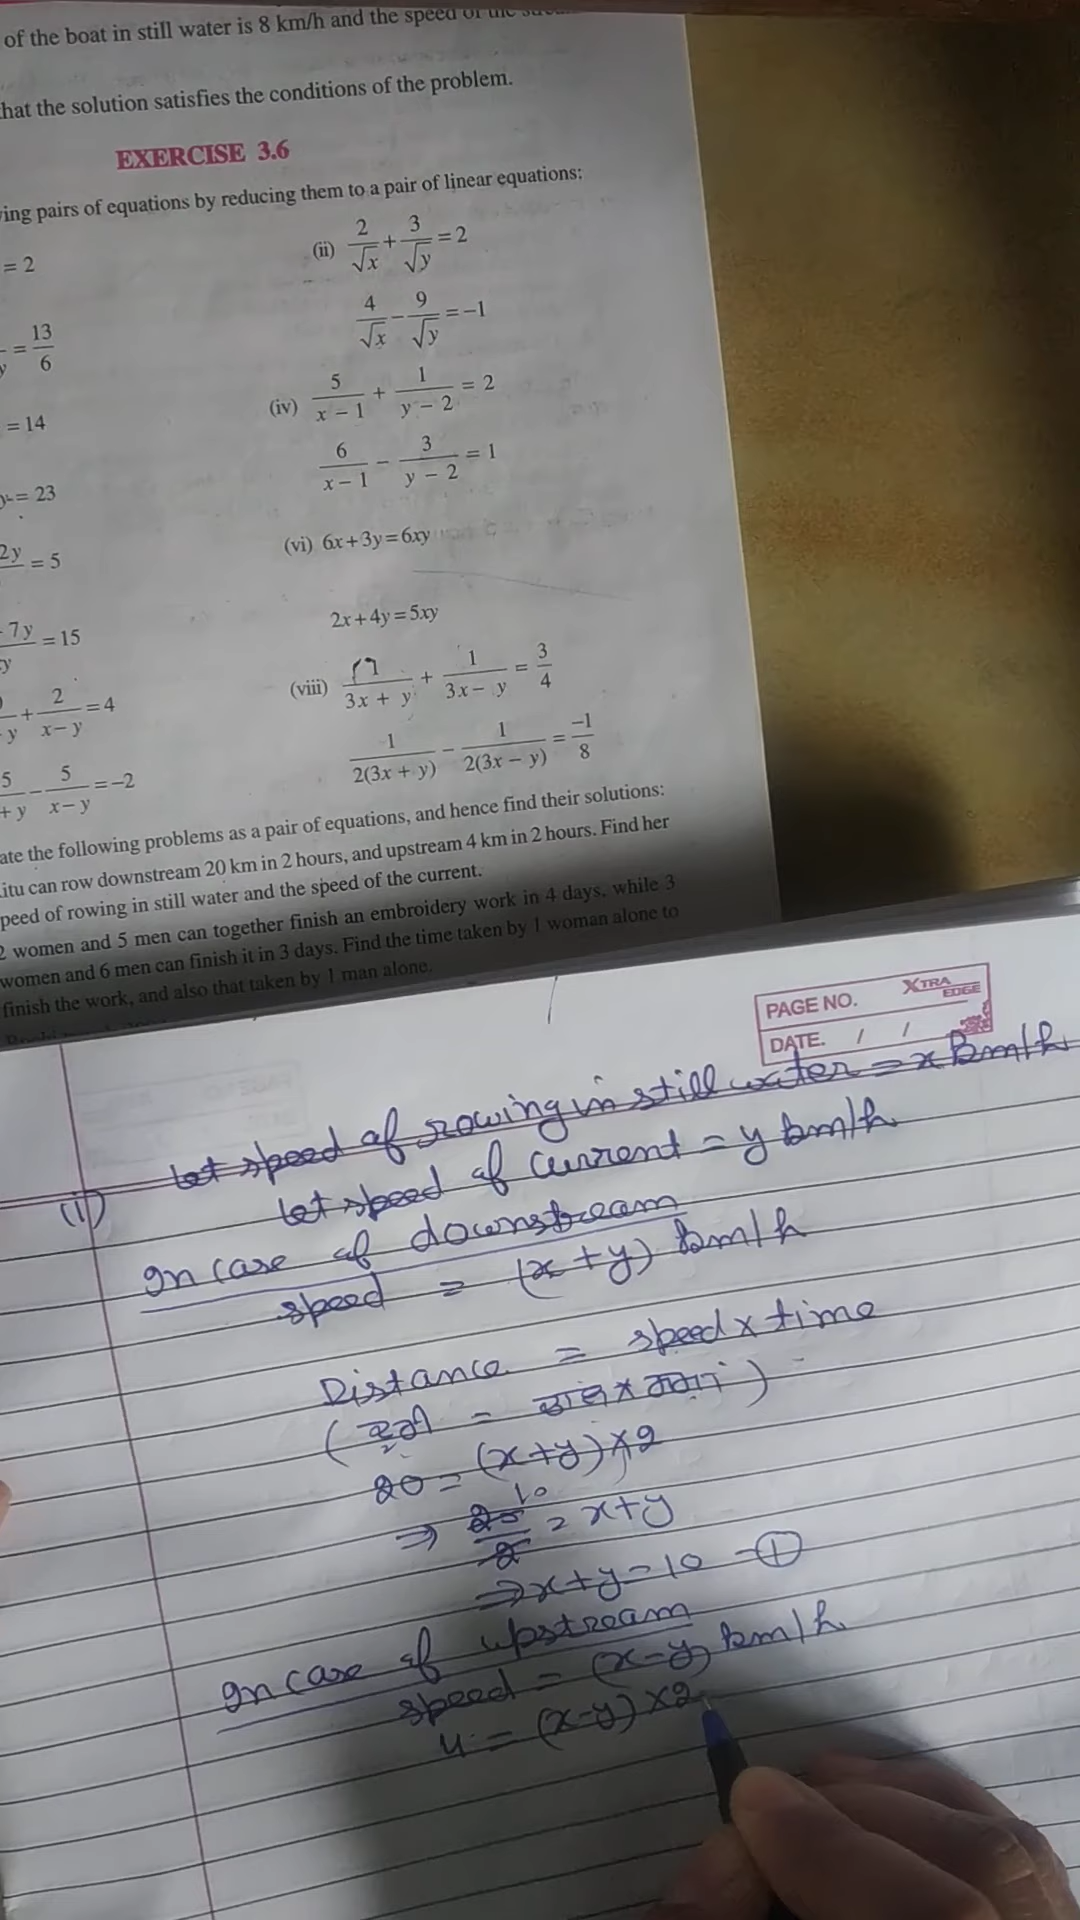 of the boat in still water is 8 km/h and the speed of the
that the solution satisfies the conditions of the problem.
EXERCISE 3.6
ing pairs of equations by reducing them to a pair of linear equations:
= 2
(ii) 2/√x + 3/√y = 2
y = 13/6
4/√x − 9/√y = −1
= 14
(iv) 5/(x − 1) + 1/(y − 2) = 2
y = 23
6/(x − 1) − 3/(y − 2) = 1
2y = 5
(vi) 6x + 3y = 6xy
7y/y = 15
2x + 4y = 5xy
y + 2/(x − y) = 4
(viii) 1/(3x + y) + 1/(3x − y) = 3/4
5/+ y − 5/(x − y) = −2
1/2(3x + y) − 1/2(3x − y) = −1/8
ate the following problems as a pair of equations, and hence find their solutions:
itu can row downstream 20 km in 2 hours, and upstream 4 km in 2 hours. Find her
peed of rowing in still water and the speed of the current.
2 women and 5 men can together finish an embroidery work in 4 days, while 3
women and 6 men can finish it in 3 days. Find the time taken by 1 woman alone to
finish the work, and also that taken by 1 man alone.
PAGE NO.
XTRA EDGE
DATE. / /
(i) let speed of rowing in still water = x km/h
let speed of current = y km/h
In case of downstream
speed = (x+y) km/h
Distance = speed × time
(दूरी = चाल × समय)
20 = (x+y) × 2
⇒ 20/2 10 = x+y
⇒ x+y = 10 — ①
In case of upstream
speed = (x−y) km/h
4 = (x−y) × 2